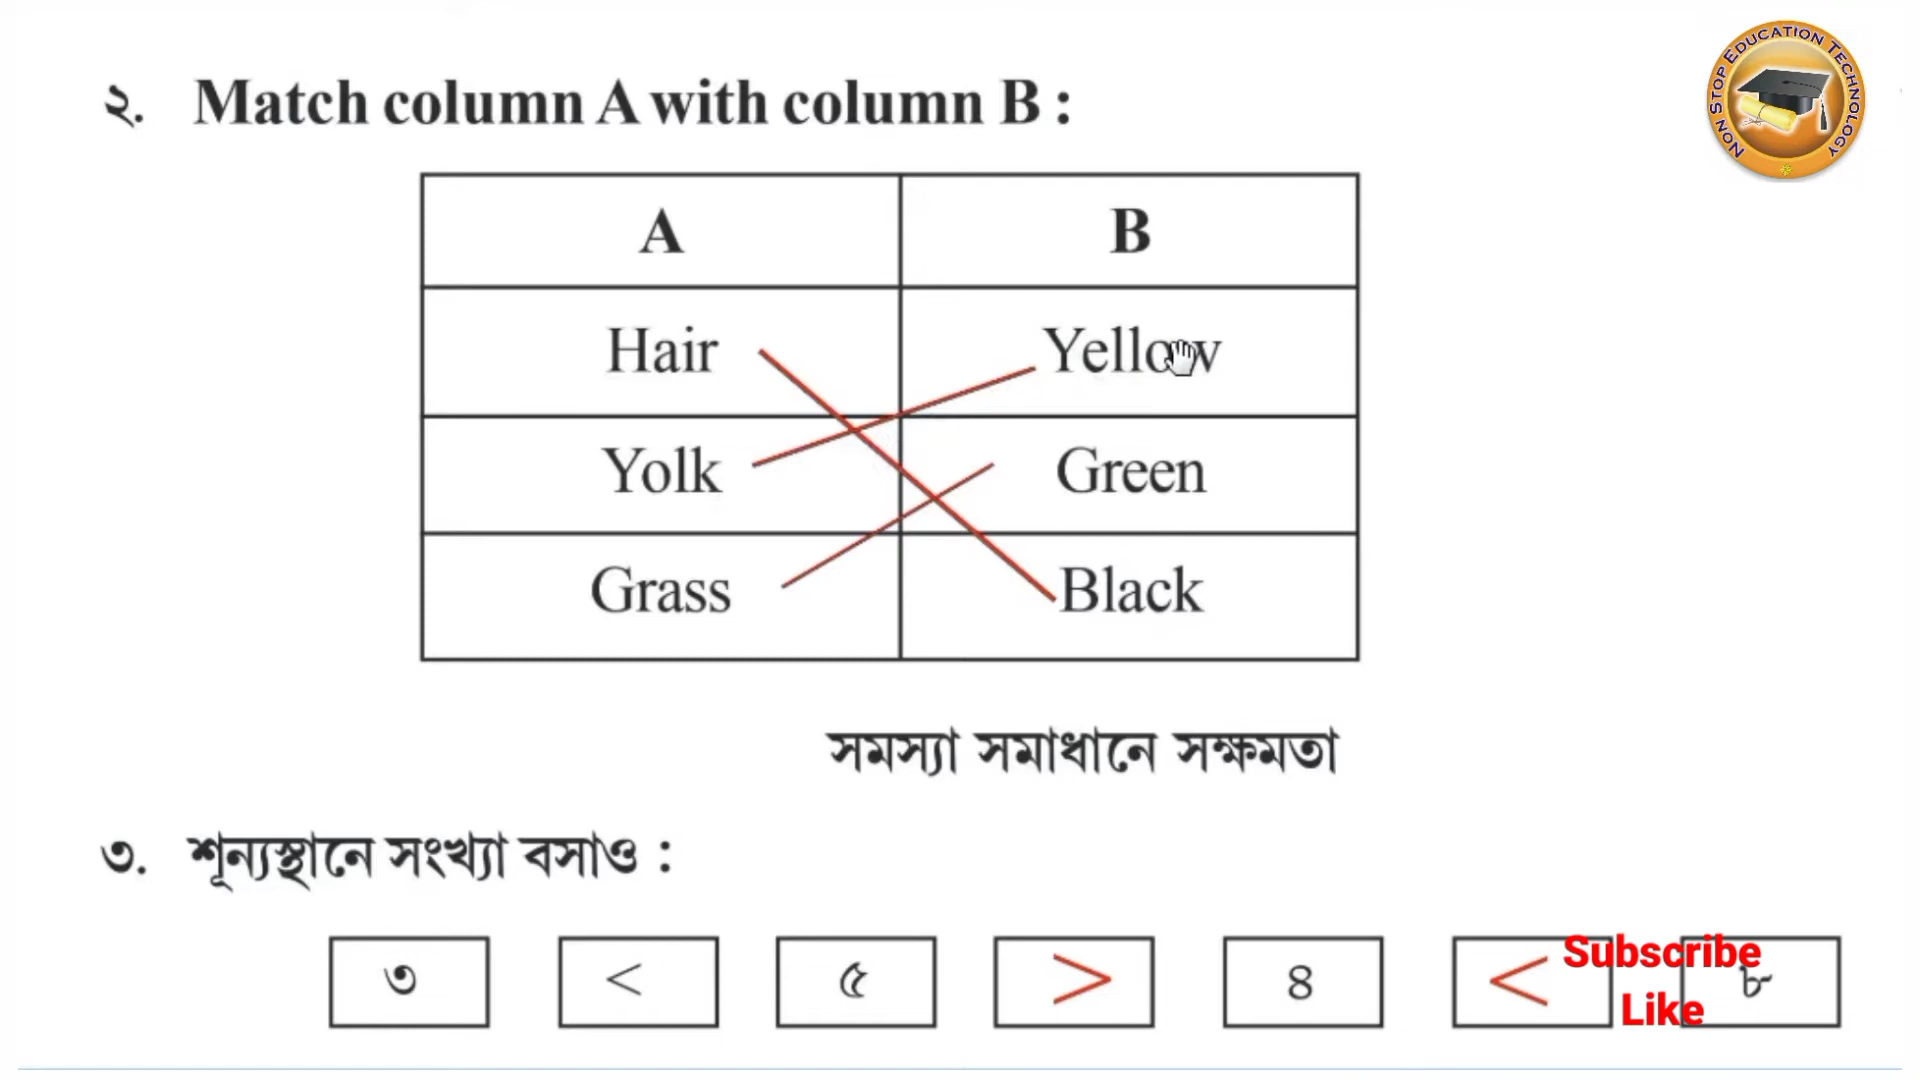 NON STOP EDUCATION TECHNOLOGY
২. Match column A with column B :
A B
Hair Yellow
Yolk Green
Grass Black
সমস্যা সমাধানে সক্ষমতা
৩. শূন্যস্থানে সংখ্যা বসাও :
৩ < ৫ > ৪ < ৮
Subscribe
Like